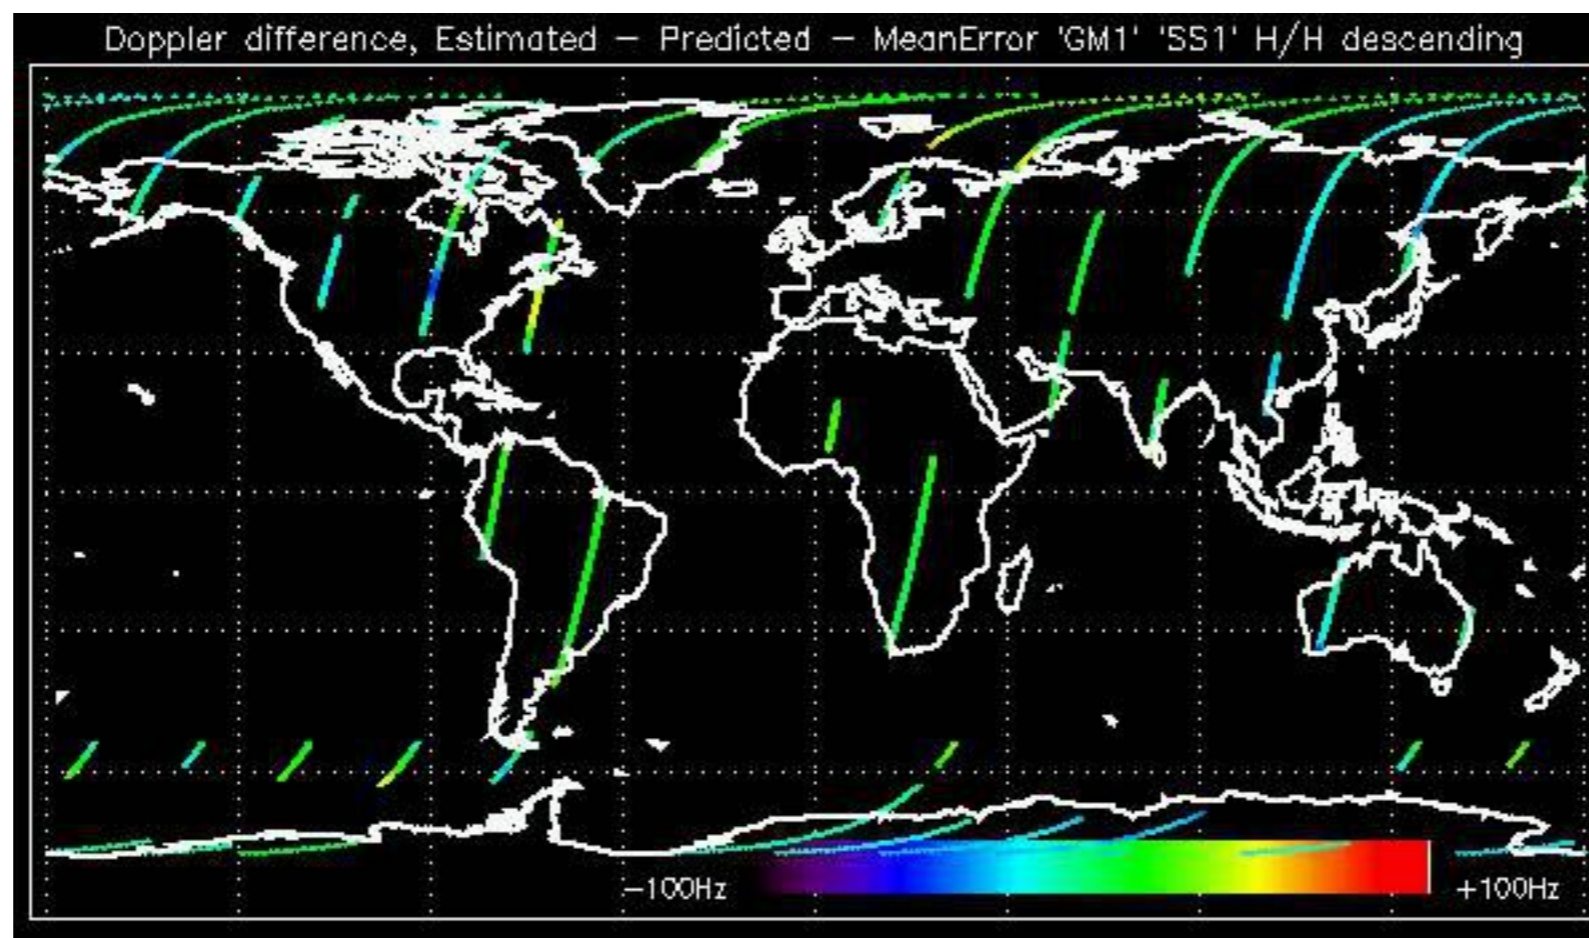 Doppler difference, Estimated – Predicted – MeanError 'GM1' 'SS1' H/H descending
–100Hz
+100Hz